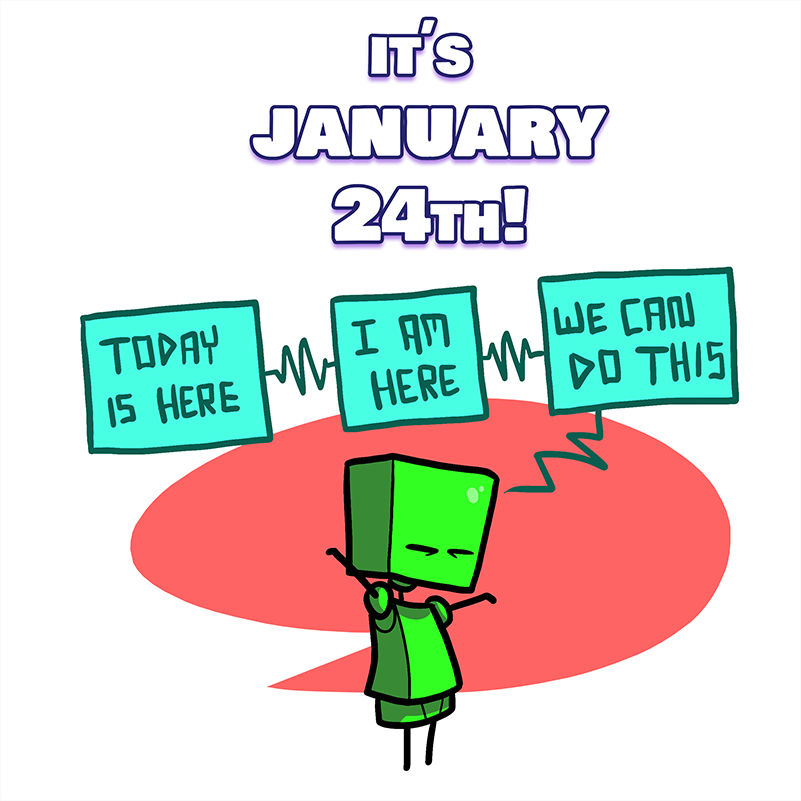 IT'S
JANUARY
24TH!
TODAY
IS HERE
I AM
HERE
WE CAN
DO THIS